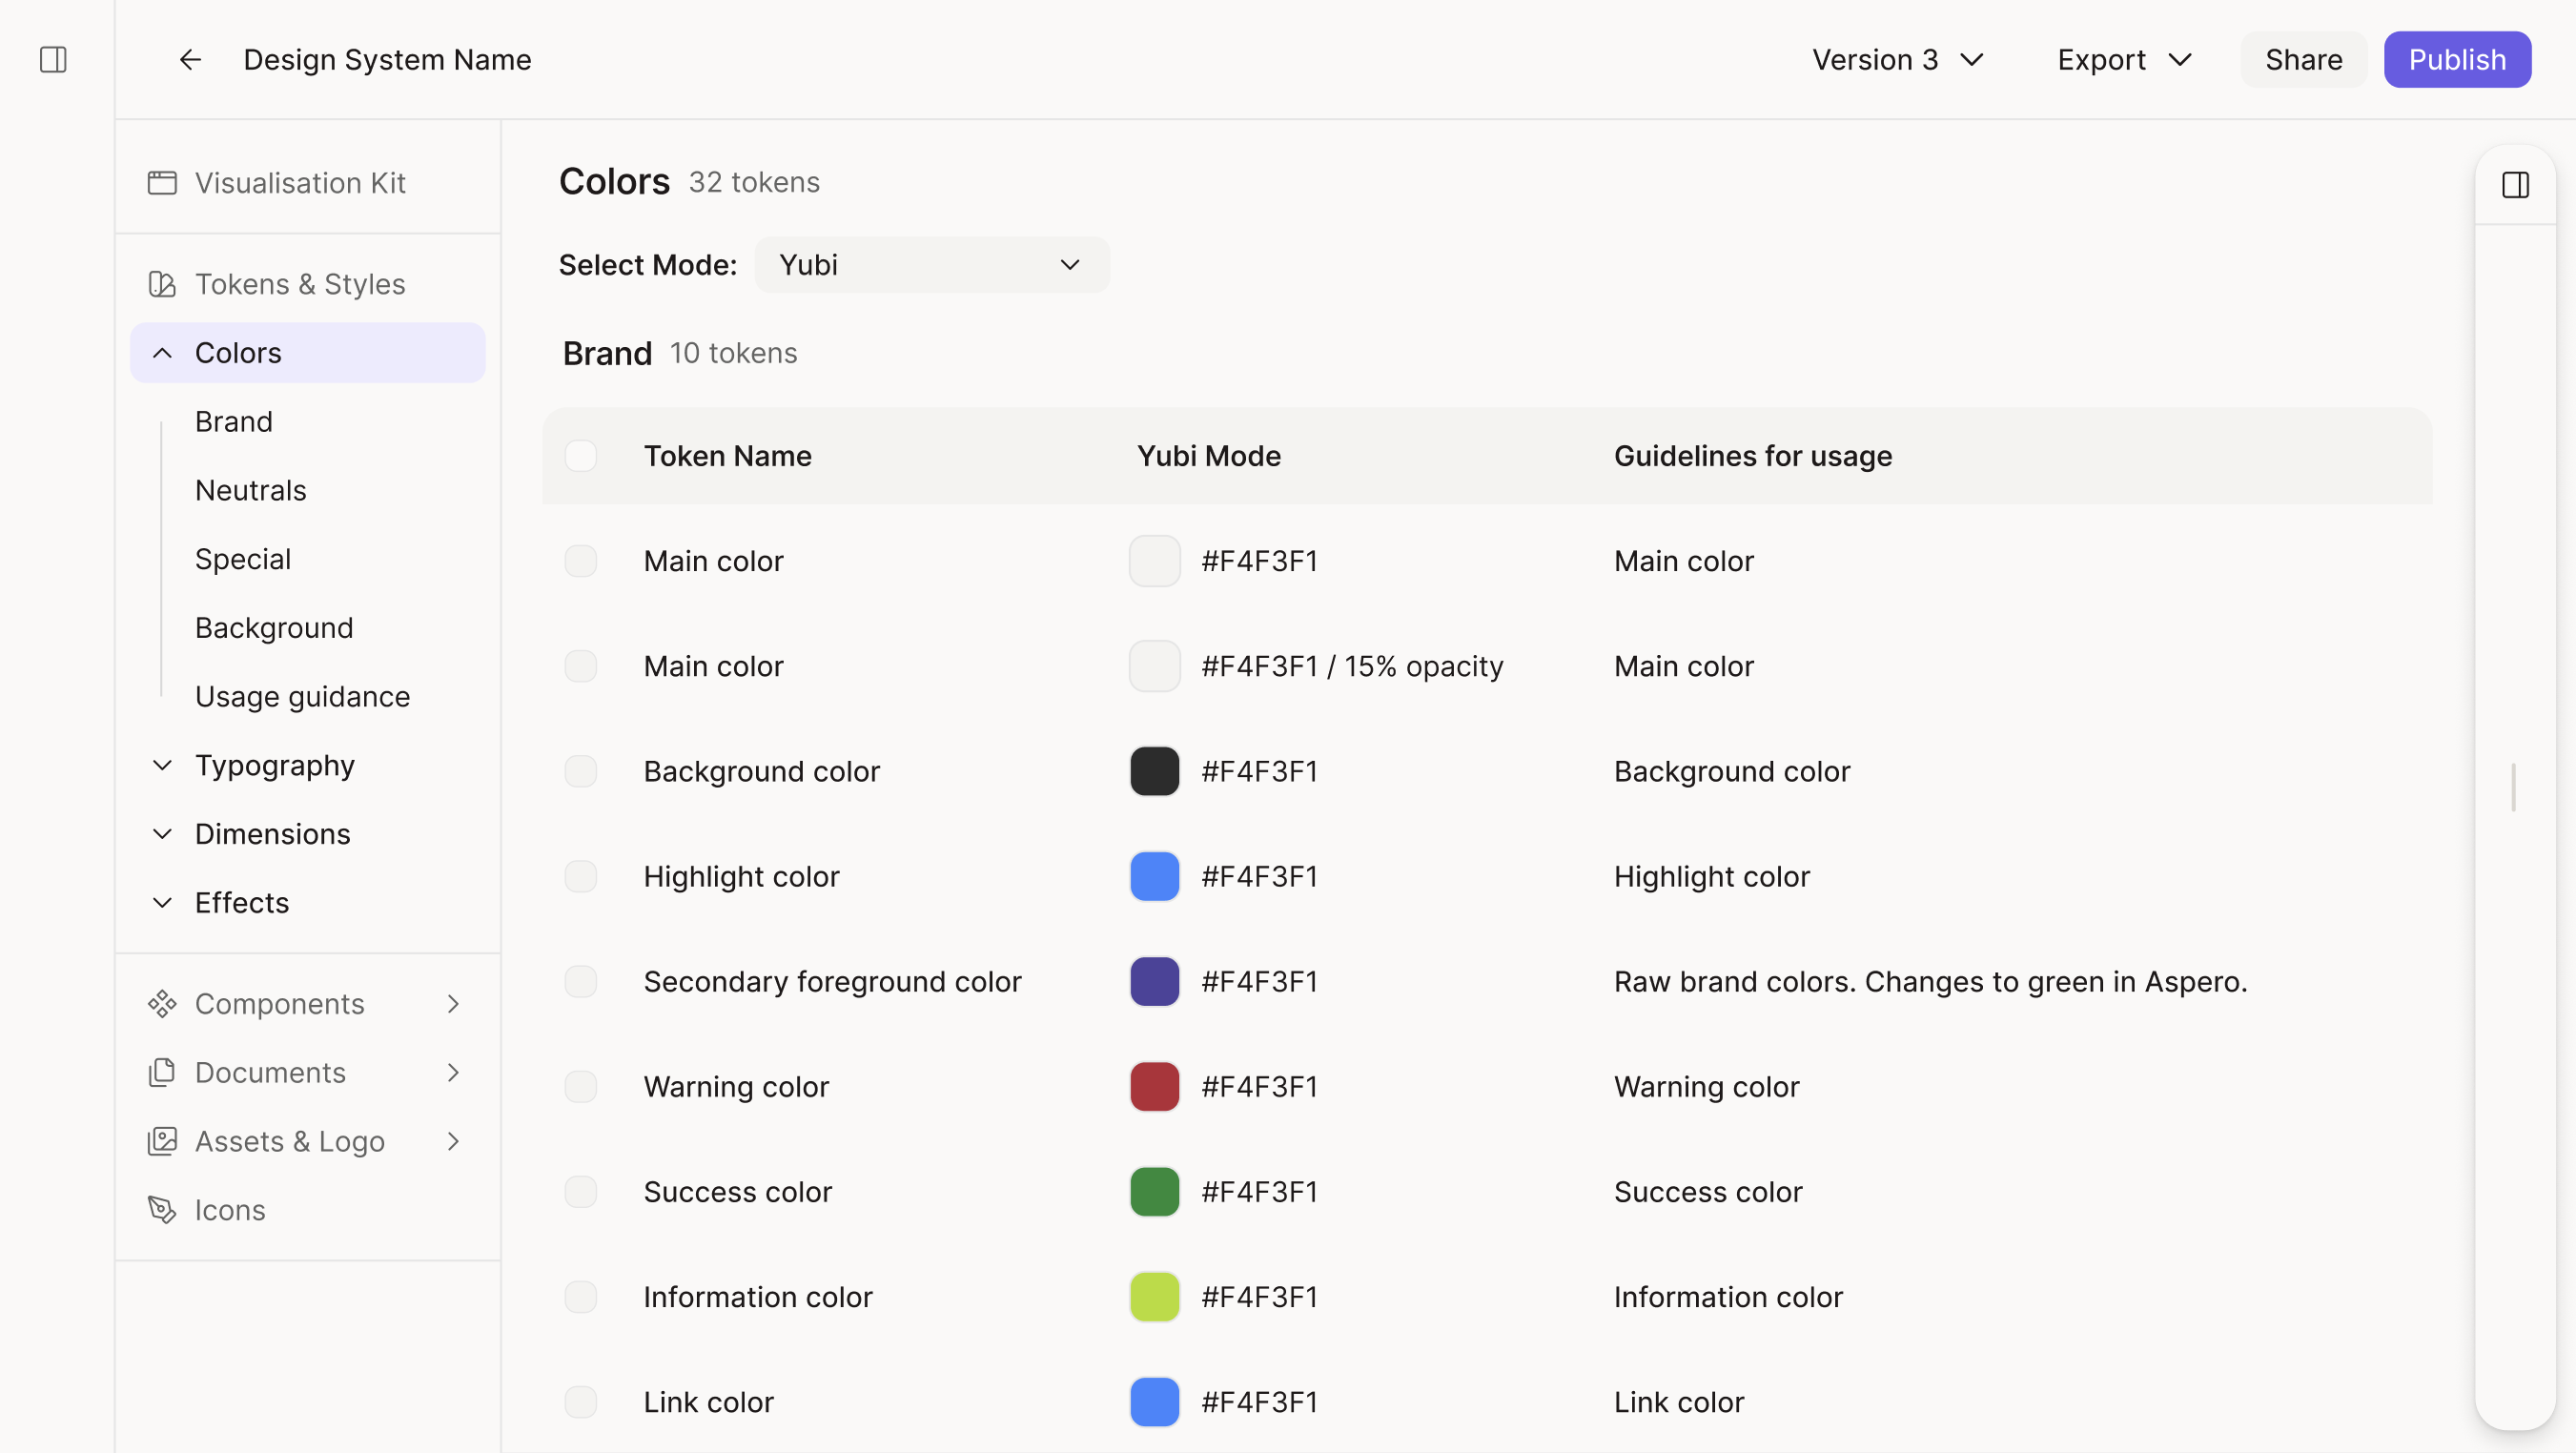 Design System Name
Version 3
Export
Share
Publish
Visualisation Kit
Tokens & Styles
Colors
Brand
Neutrals
Special
Background
Usage guidance
Typography
Dimensions
Effects
Components
Documents
Assets & Logo
Icons
Colors 32 tokens
Select Mode: Yubi
Brand 10 tokens
Token Name Yubi Mode Guidelines for usage
Main color #F4F3F1 Main color
Main color #F4F3F1 / 15% opacity Main color
Background color #F4F3F1 Background color
Highlight color #F4F3F1 Highlight color
Secondary foreground color #F4F3F1 Raw brand colors. Changes to green in Aspero.
Warning color #F4F3F1 Warning color
Success color #F4F3F1 Success color
Information color #F4F3F1 Information color
Link color #F4F3F1 Link color